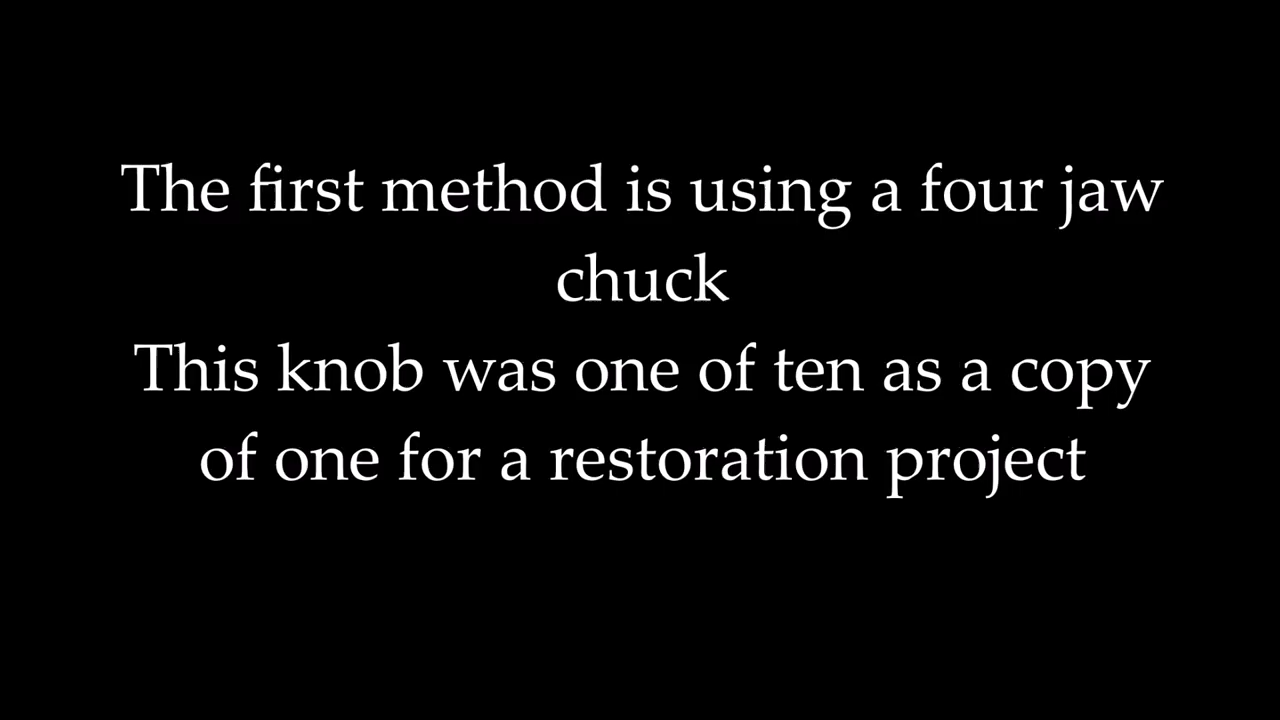 The first method is using a four jaw
chuck
This knob was one of ten as a copy
of one for a restoration project